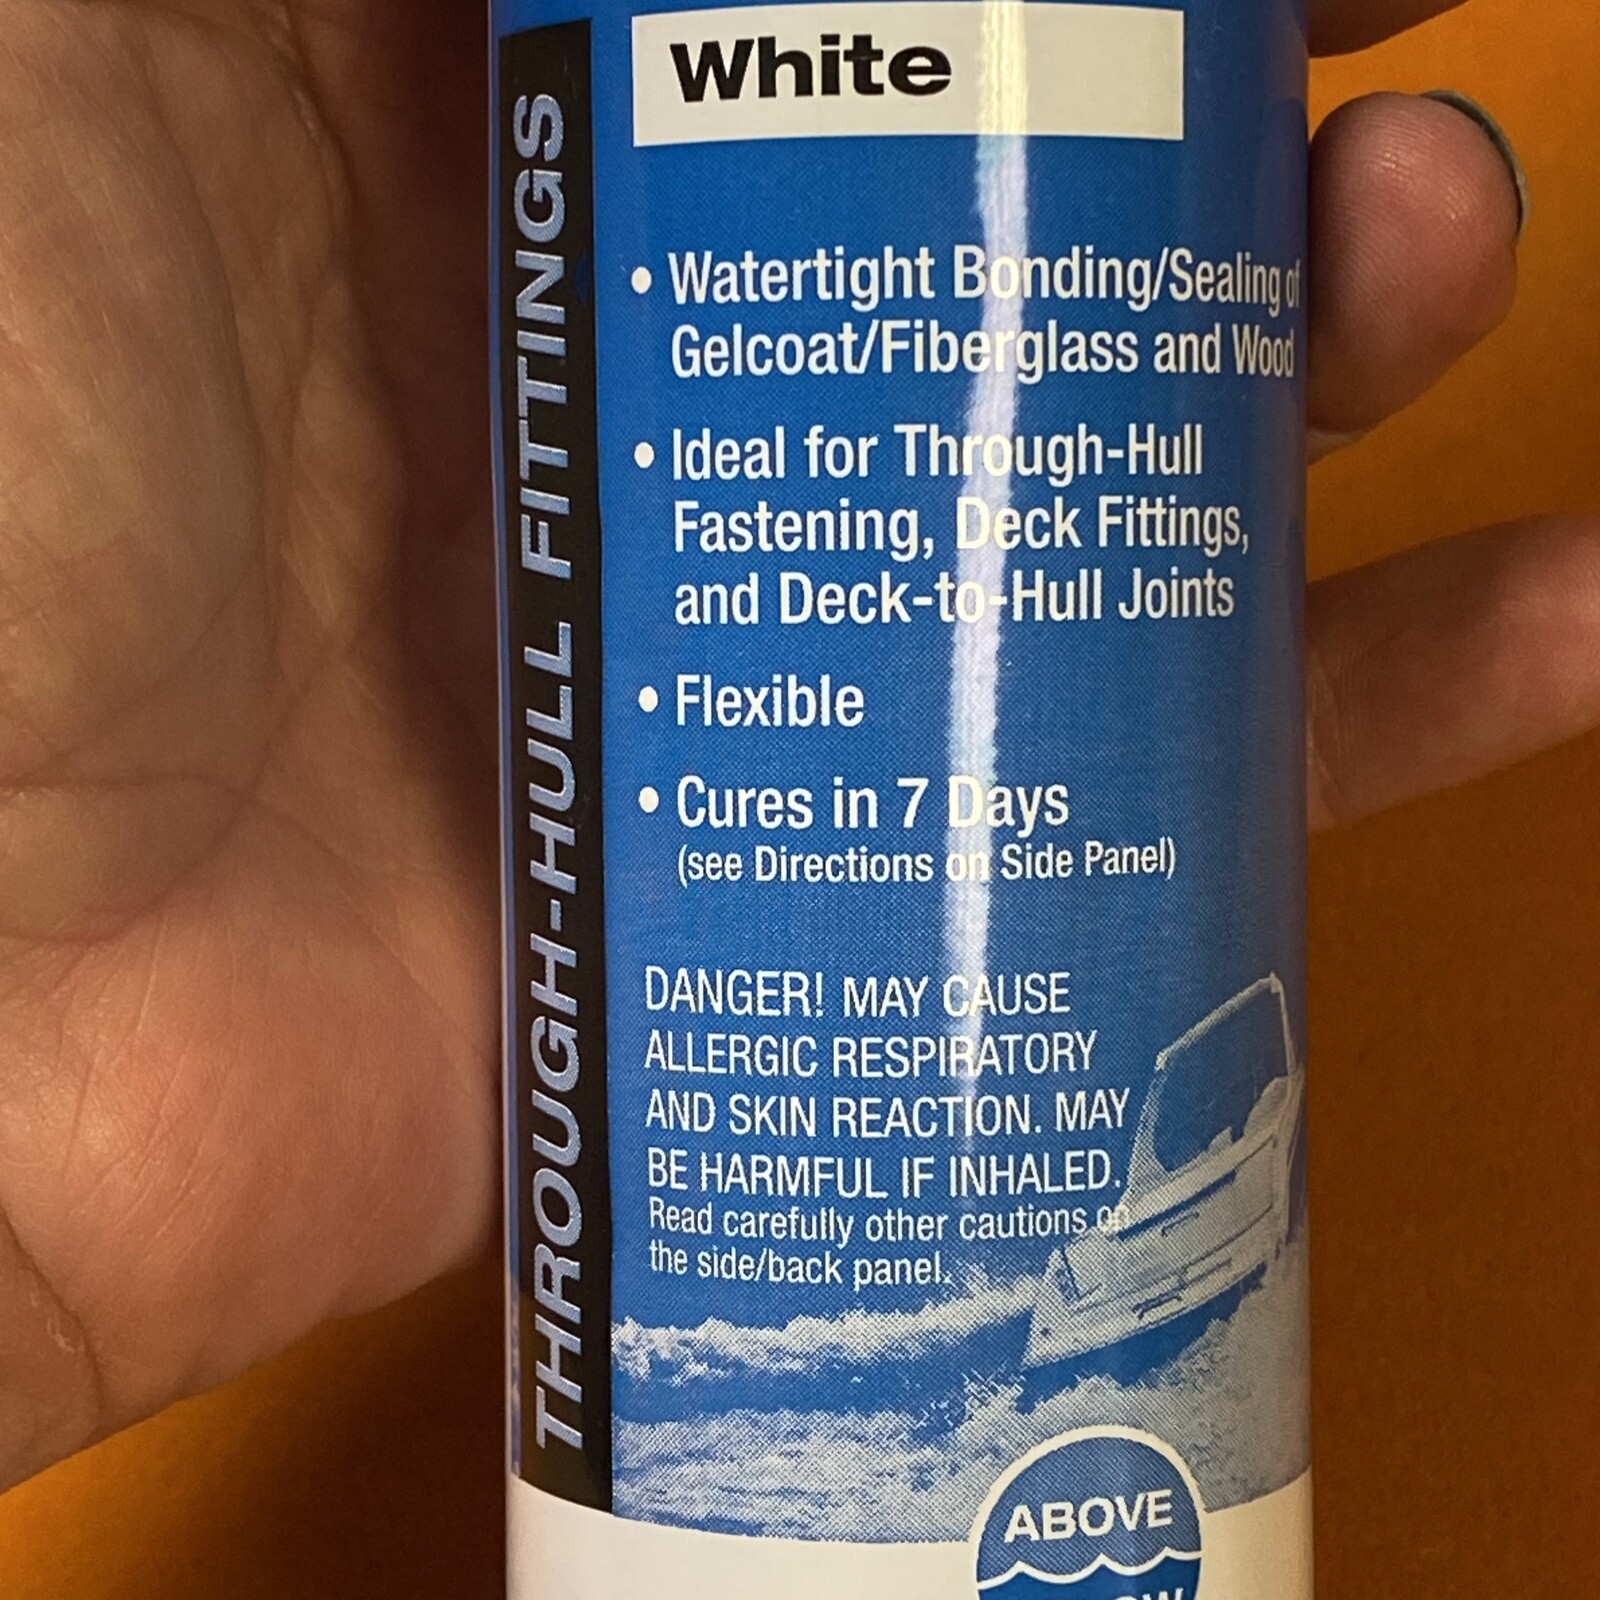 White
THROUGH-HULL FITTINGS
• Watertight Bonding/Sealing of
Gelcoat/Fiberglass and Wood
• Ideal for Through-Hull
Fastening, Deck Fittings,
and Deck-to-Hull Joints
• Flexible
• Cures in 7 Days
(see Directions on Side Panel)
DANGER! MAY CAUSE
ALLERGIC RESPIRATORY
AND SKIN REACTION. MAY
BE HARMFUL IF INHALED.
Read carefully other cautions on
the side/back panel.
ABOVE